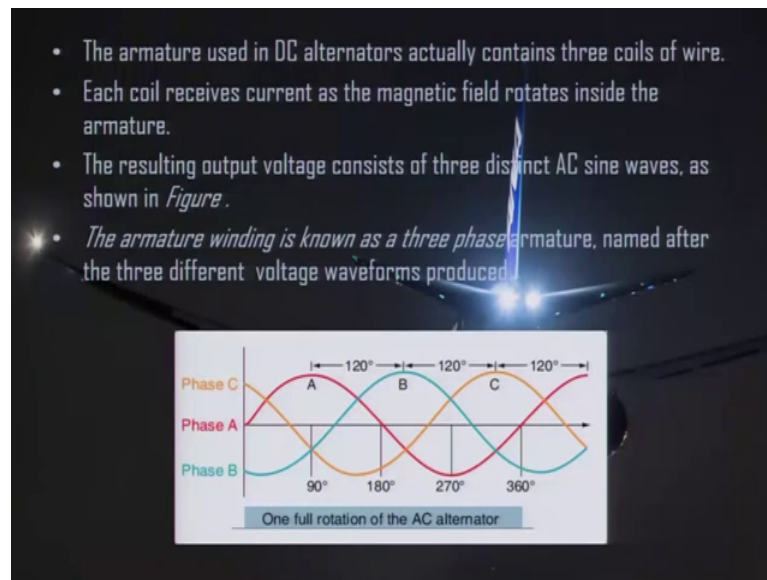 • The armature used in DC alternators actually contains three coils of wire.
• Each coil receives current as the magnetic field rotates inside the
armature.
• The resulting output voltage consists of three distinct AC sine waves, as
shown in Figure .
• The armature winding is known as a three phase armature, named after
the three different voltage waveforms produced.
120° 120° 120°
Phase C A B C
Phase A
Phase B
90° 180° 270° 360°
One full rotation of the AC alternator